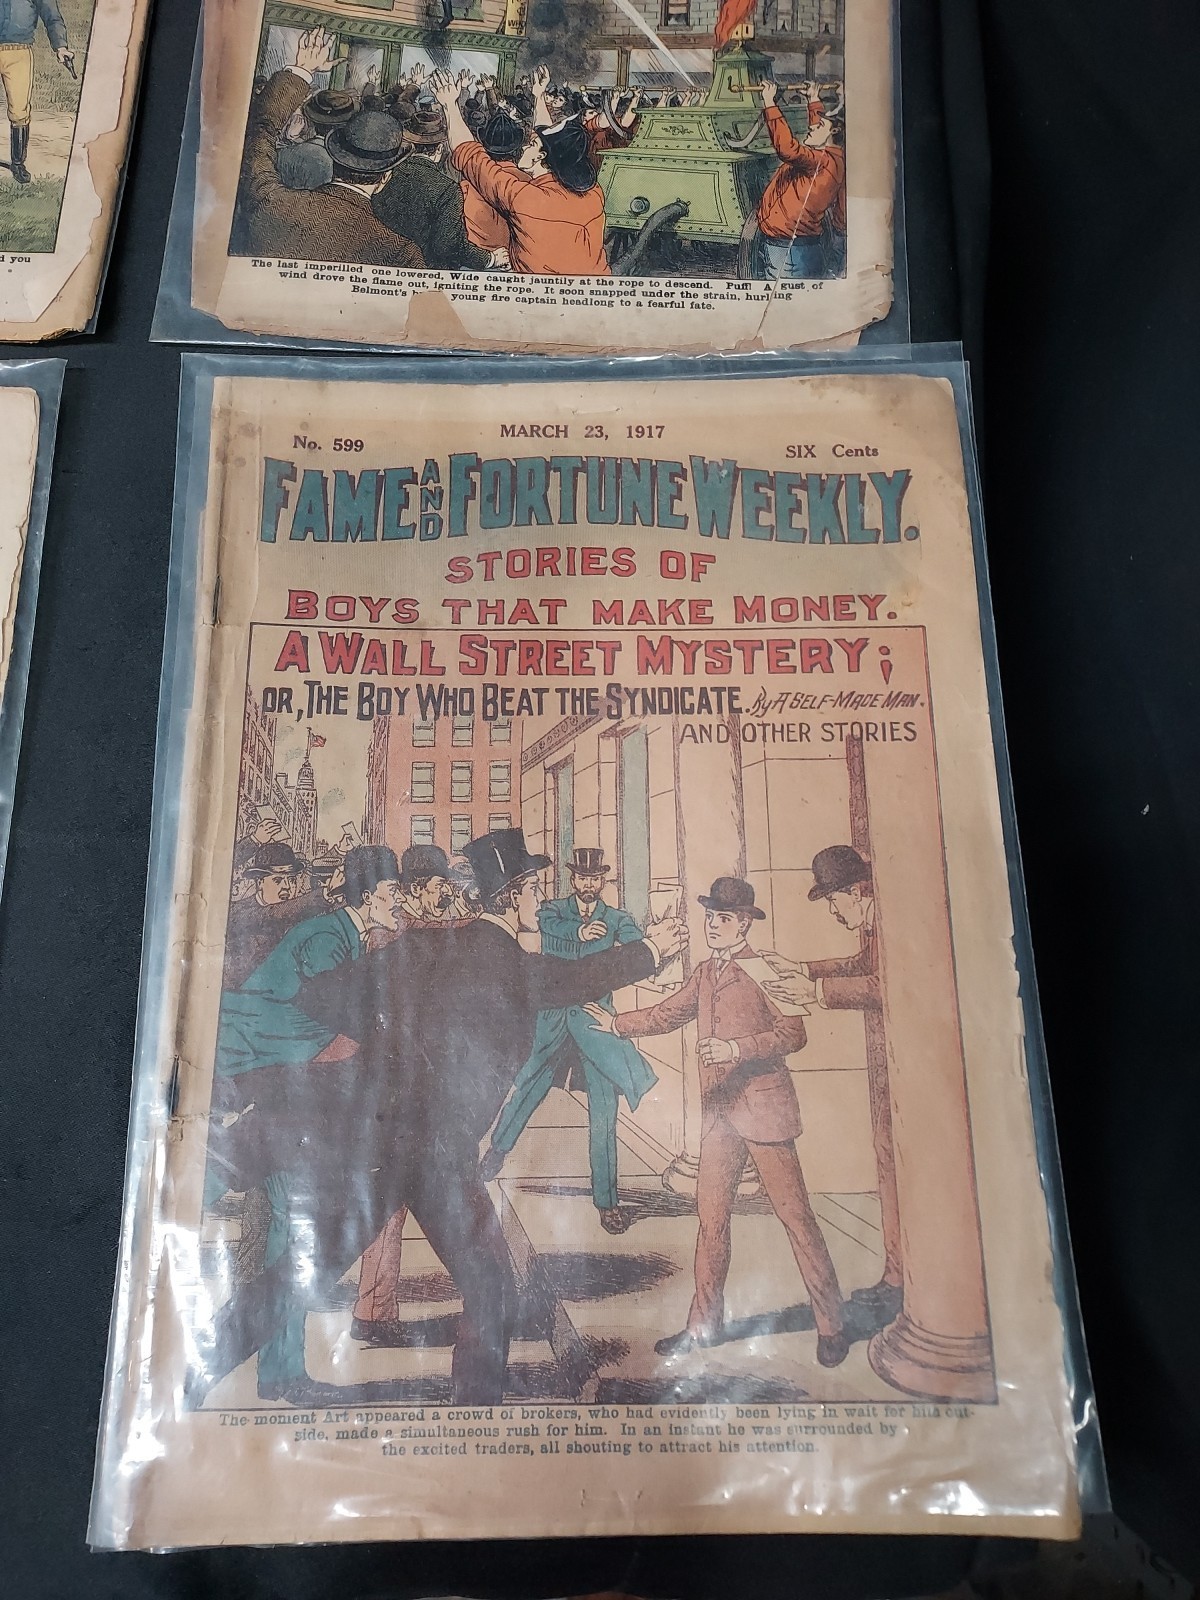 d you
The last imperilled one lowered, Wide caught jauntily at the rope to descend. Puff! A gust of
wind drove the flame out, igniting the rope. It soon snapped under the strain, hurling
Belmont's young fire captain headlong to a fearful fate.
No. 599
MARCH 23, 1917
SIX Cents
FAME AND FORTUNE WEEKLY.
STORIES OF
BOYS THAT MAKE MONEY.
A WALL STREET MYSTERY;
OR, THE BOY WHO BEAT THE SYNDICATE. By A SELF-MADE MAN.
AND OTHER STORIES
The moment Art appeared a crowd of brokers, who had evidently been lying in wait for him out-
side, made a simultaneous rush for him. In an instant he was surrounded by
the excited traders, all shouting to attract his attention.